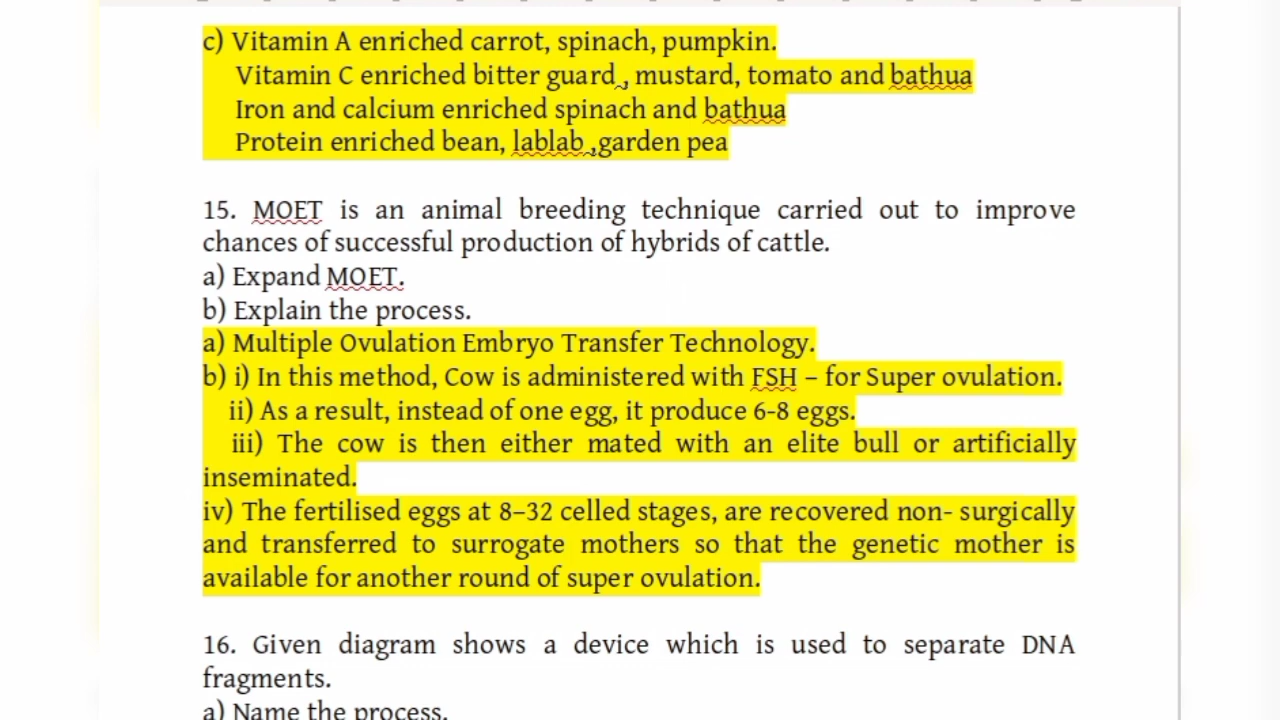 c) Vitamin A enriched carrot, spinach, pumpkin.
Vitamin C enriched bitter guard , mustard, tomato and bathua
Iron and calcium enriched spinach and bathua
Protein enriched bean, lablab ,garden pea
15. MOET is an animal breeding technique carried out to improve
chances of successful production of hybrids of cattle.
a) Expand MOET.
b) Explain the process.
a) Multiple Ovulation Embryo Transfer Technology.
b) i) In this method, Cow is administered with FSH – for Super ovulation.
ii) As a result, instead of one egg, it produce 6-8 eggs.
iii) The cow is then either mated with an elite bull or artificially
inseminated.
iv) The fertilised eggs at 8–32 celled stages, are recovered non- surgically
and transferred to surrogate mothers so that the genetic mother is
available for another round of super ovulation.
16. Given diagram shows a device which is used to separate DNA
fragments.
a) Name the process.